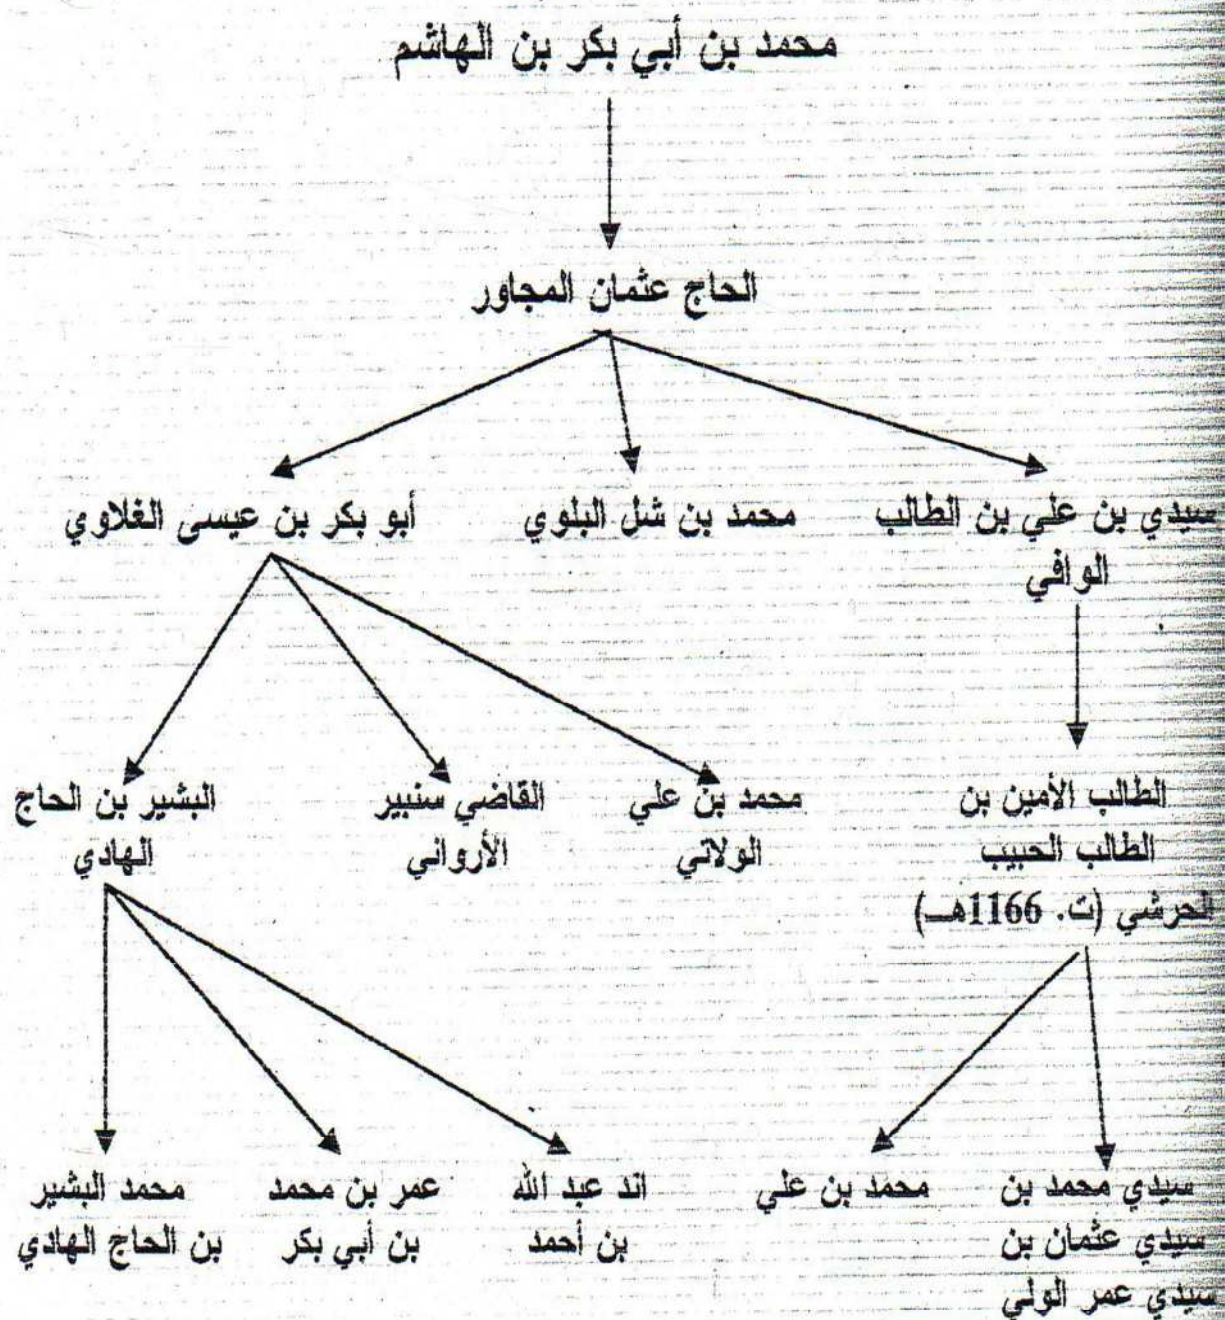 محمد بن أبي بكر بن الهاشم
الحاج عثمان المجاور
سيدي بن علي بن الطالب
الوافي
محمد بن شل البلوي
أبو بكر بن عيسى الغلاوي
الطالب الأمين بن
الطالب الحبيب
الحرشي (ت. 1166هـ)
محمد بن علي
الولاتي
القاضي سنبير
الأرواني
البشير بن الحاج
الهادي
سيدي محمد بن
سيدي عثمان بن
سيدي عمر الولي
محمد بن علي
اند عبد الله
بن أحمد
عمر بن محمد
بن أبي بكر
محمد البشير
بن الحاج الهادي